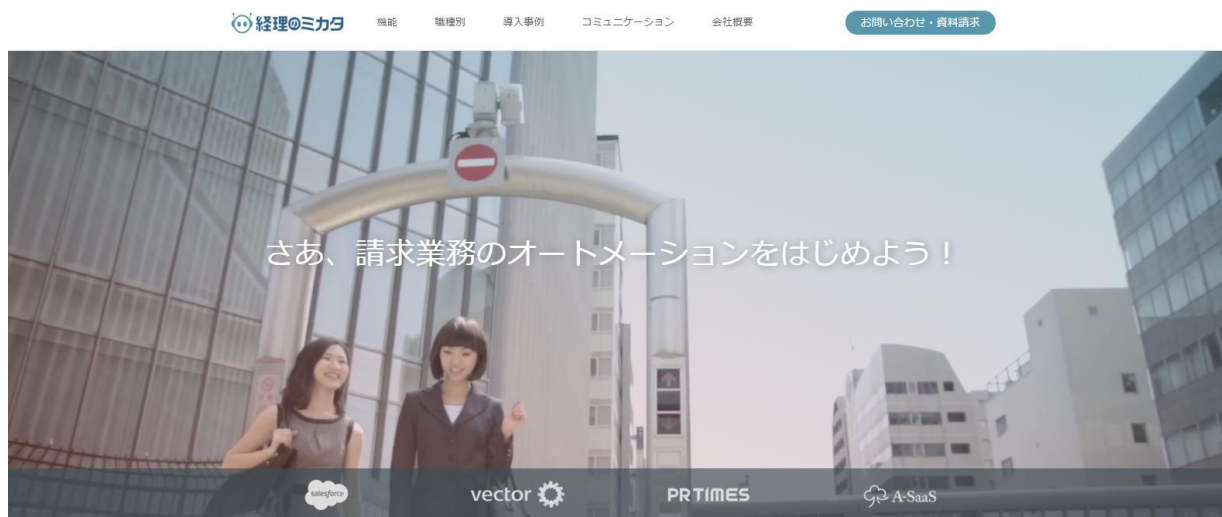 経理のミカタ
機能
職種別
導入事例
コミュニケーション
会社概要
お問い合わせ・資料請求
さあ、請求業務のオートメーションをはじめよう！
salesforce
vector
PRTIMES
A-SaaS